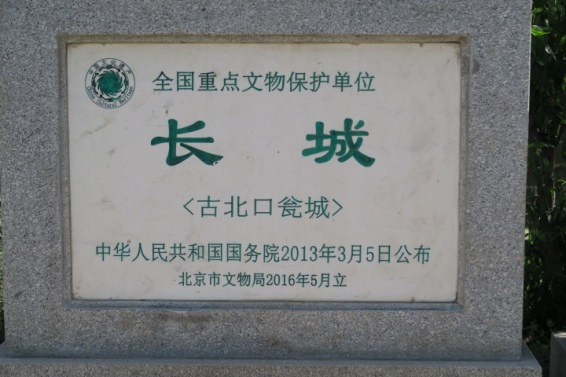 全国重点文物保护单位
长 城
<古北口瓮城>
中华人民共和国国务院2013年3月5日公布
北京市文物局2016年5月立